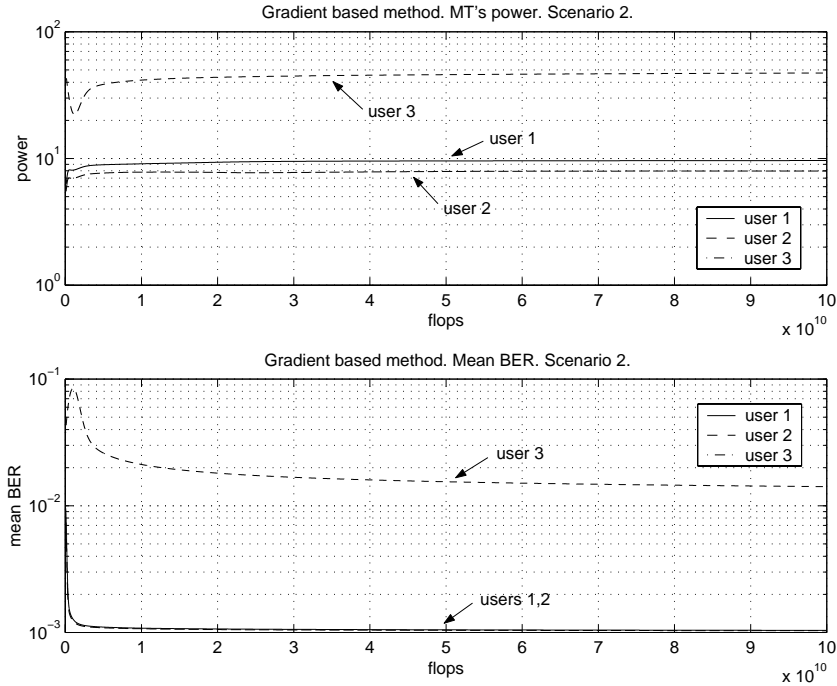 Gradient based method. MT's power. Scenario 2.
10^2
10^1
10^0
power
user 3
user 1
user 2
user 1
user 2
user 3
0 1 2 3 4 5 6 7 8 9 10
flops
x 10^10
Gradient based method. Mean BER. Scenario 2.
10^-1
10^-2
10^-3
mean BER
user 3
users 1,2
user 1
user 2
user 3
0 1 2 3 4 5 6 7 8 9 10
flops
x 10^10